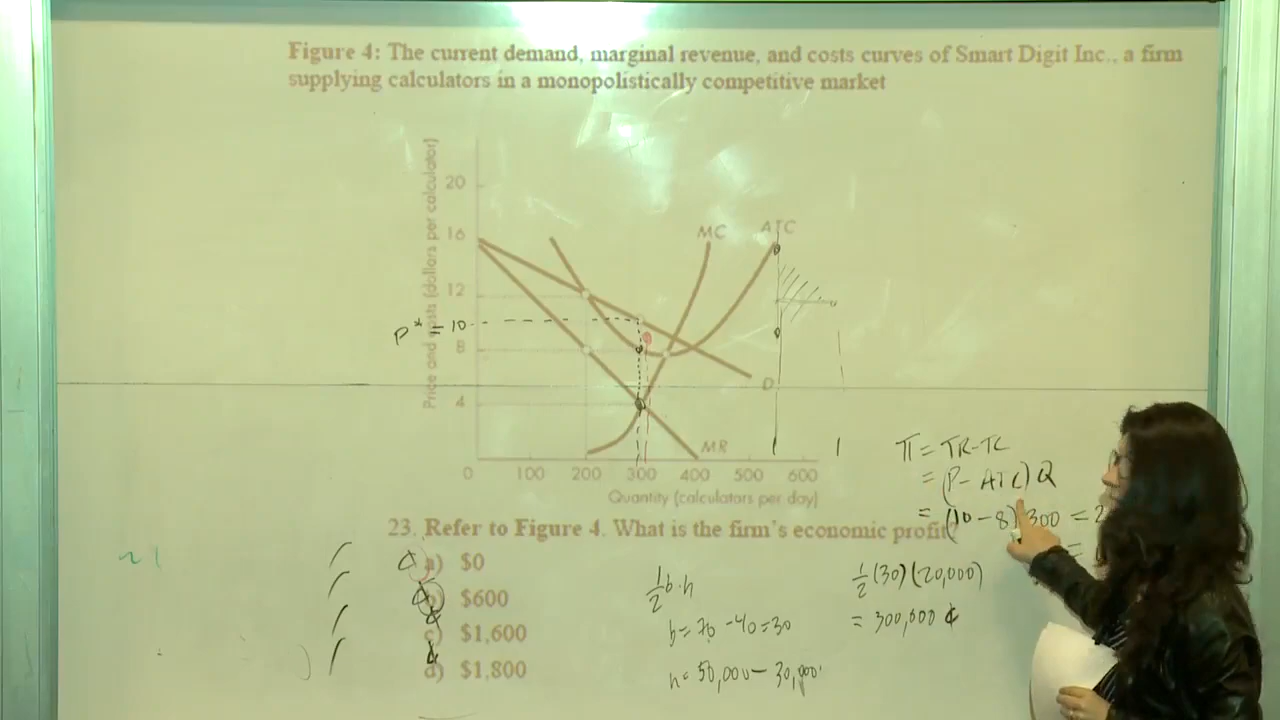 Figure 4: The current demand, marginal revenue, and costs curves of Smart Digit Inc., a firm
supplying calculators in a monopolistically competitive market
Price and costs (dollars per calculator)
20
16
12
P* = 10
8
4
0 100 200 300 400 500 600
Quantity (calculators per day)
MC
ATC
D
MR
π = TR-TC
= (P- ATC) Q
= (10 - 8) 300 = 2
=
23. Refer to Figure 4. What is the firm's economic profit
a) $0
b) $600
c) $1,600
d) $1,800
1/2 b·h
b = 70 - 40 = 30
h = 50,000 - 30,000
1/2 (30) (20,000)
= 300,000